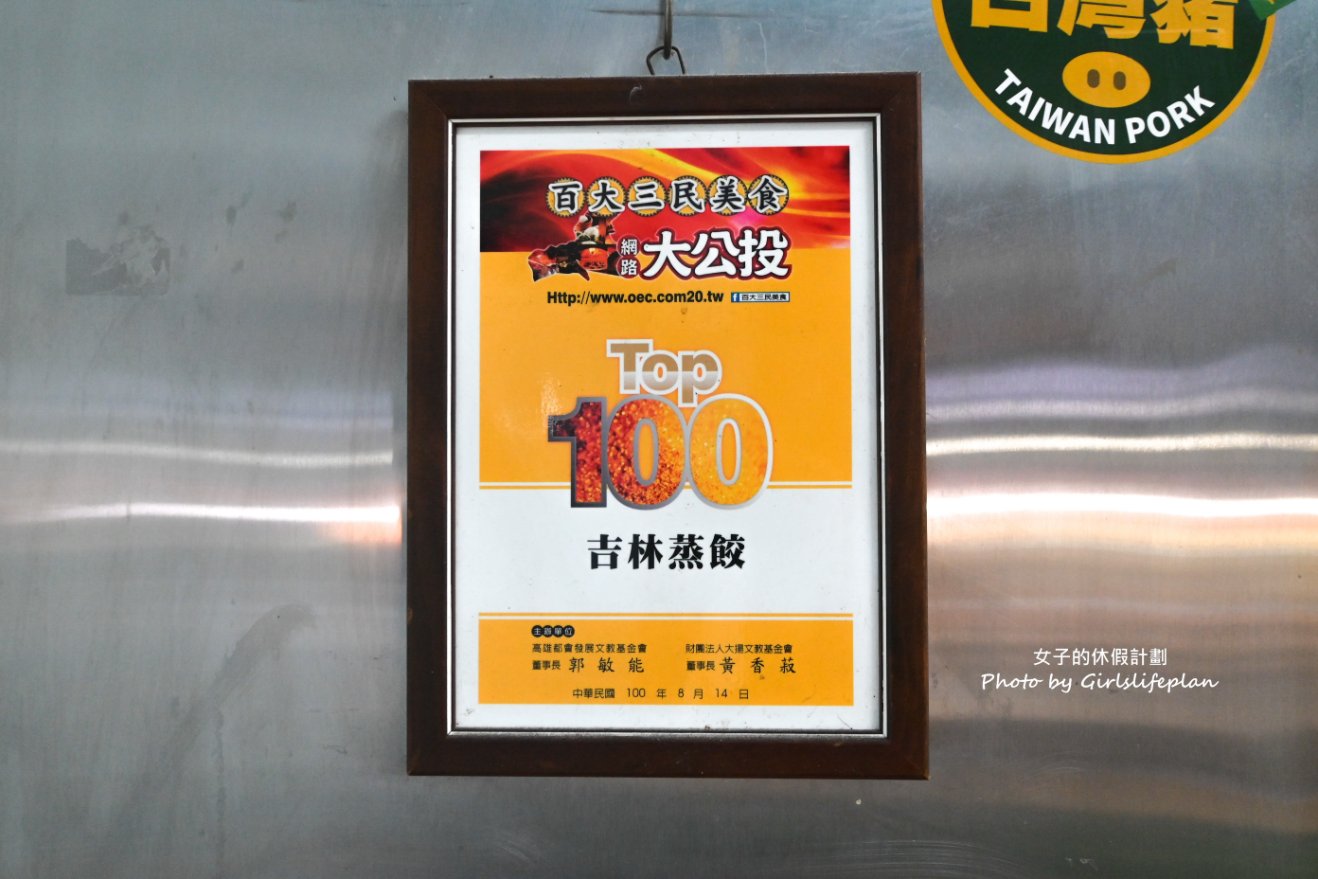 台灣豬
TAIWAN PORK
百大三民美食
網路大公投
Http://www.oec.com20.tw
百大三民美食
Top
100
吉林蒸餃
主辦單位
高雄都會發展文教基金會 財團法人大揚文教基金會
董事長 郭敏能 董事長 黃香菽
中華民國 100 年 8 月 14 日
女子的休假計劃
Photo by Girlslifeplan